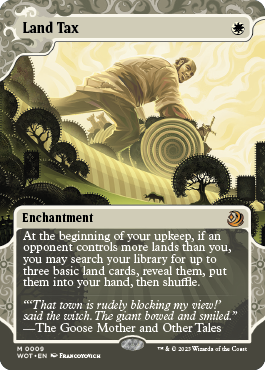 Land Tax
Enchantment
At the beginning of your upkeep, if an
opponent controls more lands than you,
you may search your library for up to
three basic land cards, reveal them, put
them into your hand, then shuffle.
“‘That town is rudely blocking my view!’
said the witch. The giant bowed and smiled.”
—The Goose Mother and Other Tales
M 0009
WOT • EN Francotovich
™ & © 2023 Wizards of the Coast